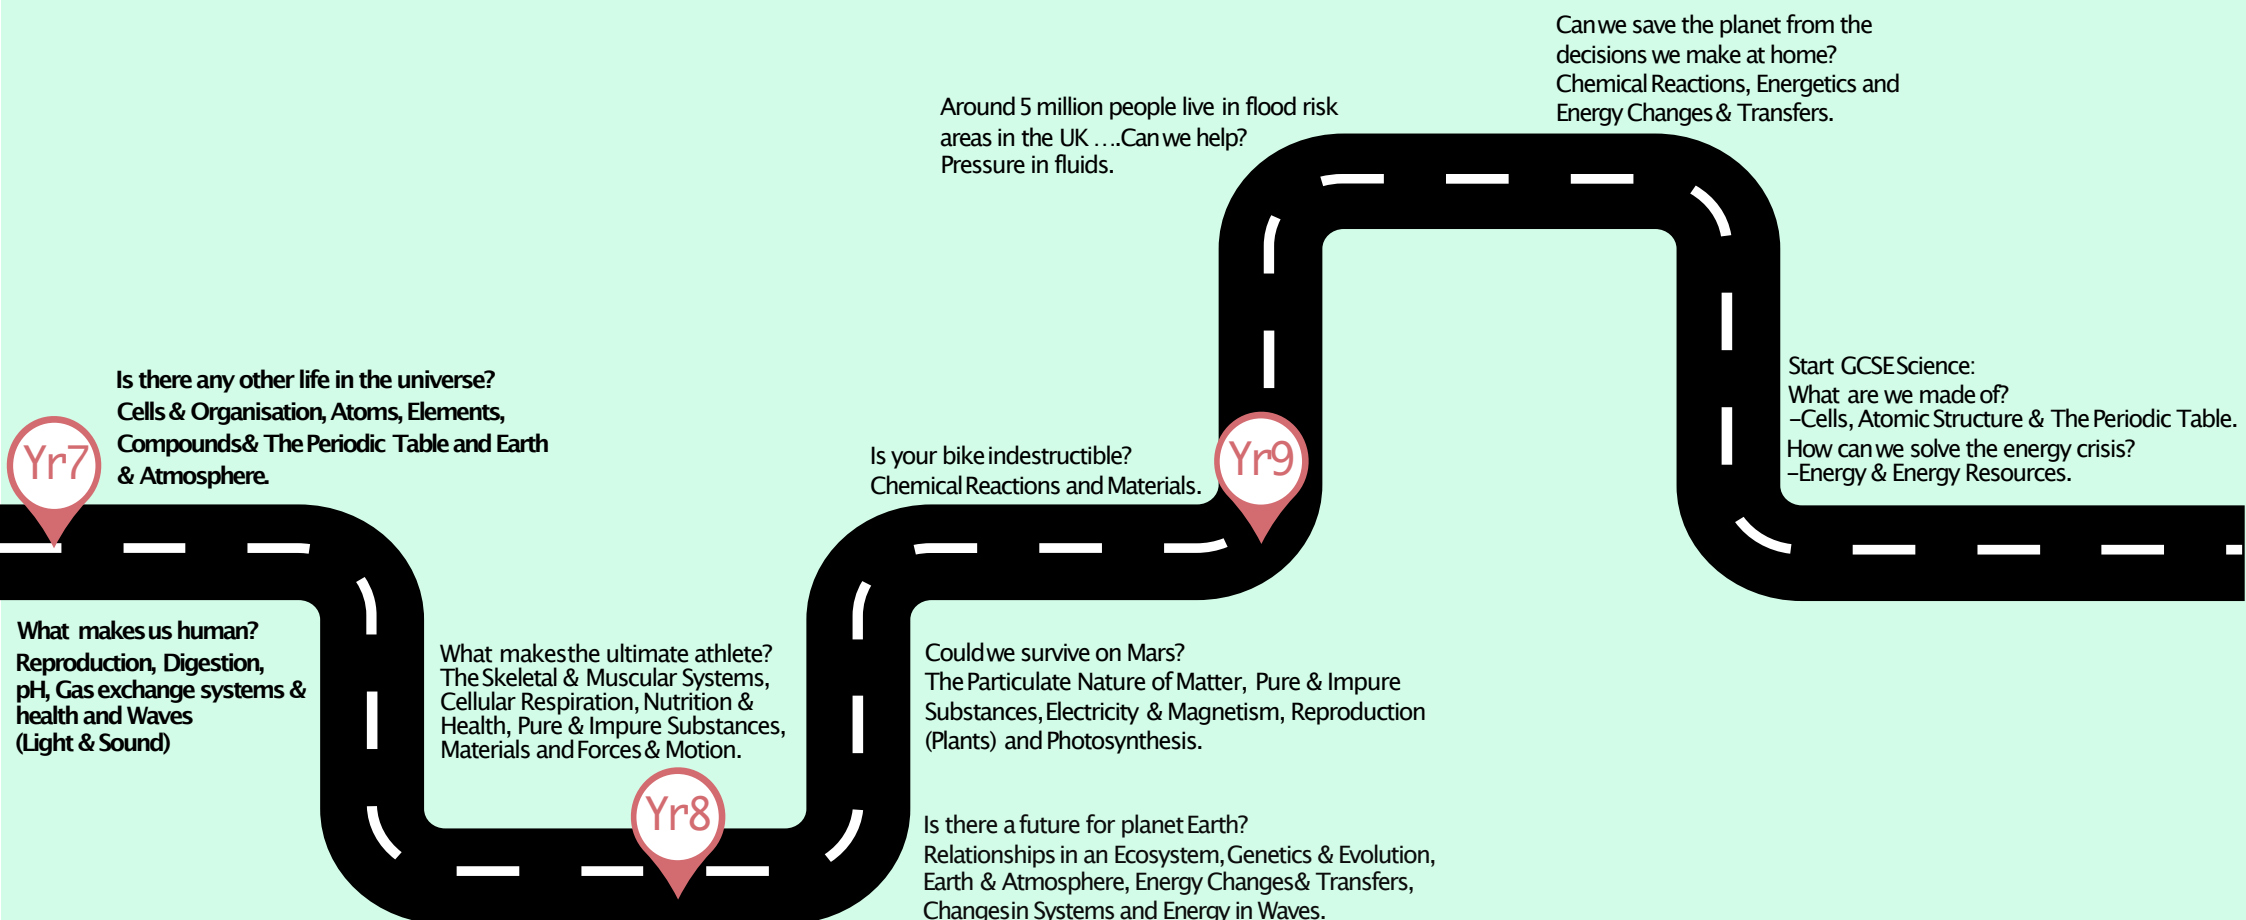 Yr7
Is there any other life in the universe?
Cells & Organisation, Atoms, Elements,
Compounds& The Periodic Table and Earth
& Atmosphere.
What makes us human?
Reproduction, Digestion,
pH, Gas exchange systems &
health and Waves
(Light & Sound)
What makes the ultimate athlete?
The Skeletal & Muscular Systems,
Cellular Respiration, Nutrition &
Health, Pure & Impure Substances,
Materials and Forces & Motion.
Yr8
Is there a future for planet Earth?
Relationships in an Ecosystem, Genetics & Evolution,
Earth & Atmosphere, Energy Changes& Transfers,
Changes in Systems and Energy in Waves.
Could we survive on Mars?
The Particulate Nature of Matter, Pure & Impure
Substances, Electricity & Magnetism, Reproduction
(Plants) and Photosynthesis.
Is your bike indestructible?
Chemical Reactions and Materials.
Yr9
Around 5 million people live in flood risk
areas in the UK ….Can we help?
Pressure in fluids.
Can we save the planet from the
decisions we make at home?
Chemical Reactions, Energetics and
Energy Changes & Transfers.
Start GCSE Science:
What are we made of?
–Cells, Atomic Structure & The Periodic Table.
How can we solve the energy crisis?
–Energy & Energy Resources.